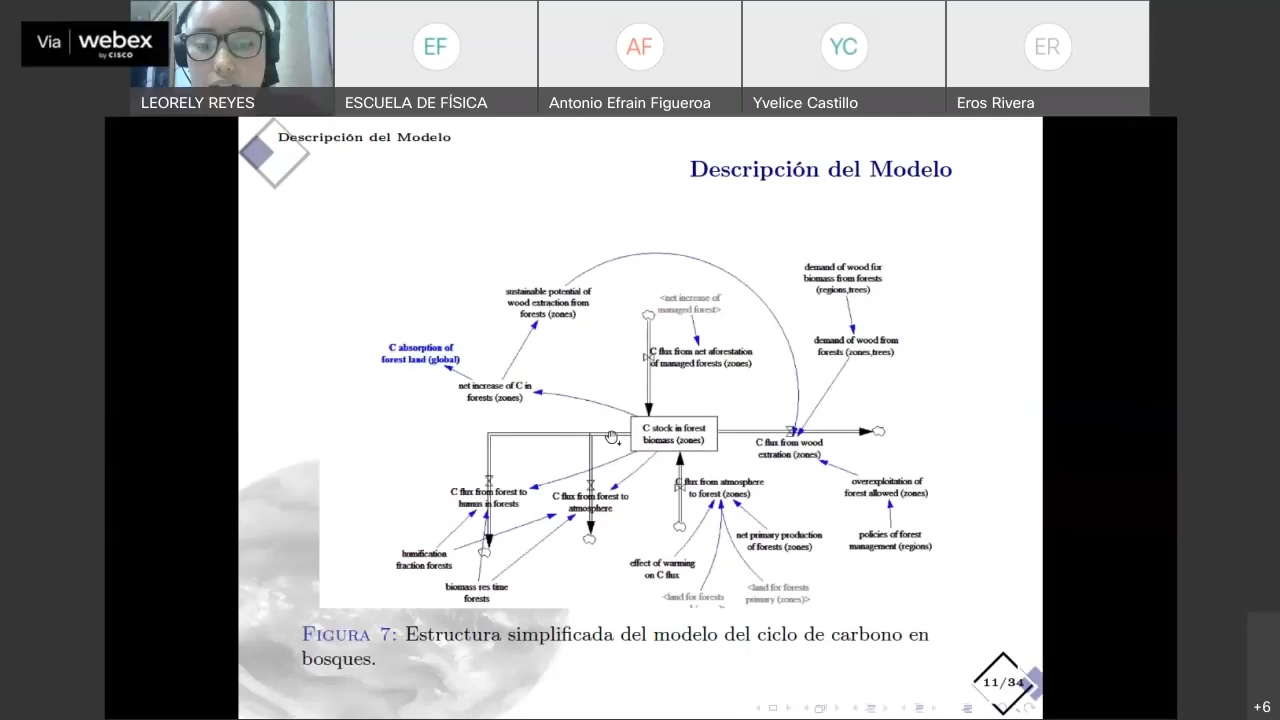 Via webex
by CISCO
LEORELY REYES
EF
ESCUELA DE FÍSICA
AF
Antonio Efrain Figueroa
YC
Yvelice Castillo
ER
Eros Rivera
Descripción del Modelo
Descripción del Modelo
demand of wood for
biomass from forests
(regions,trees)
sustainable potential of
wood extraction from
forests (zones)
<net increase of
managed forest>
C absorption of
forest land (global)
C flux from net aforestation
of managed forests (zones)
demand of wood from
forests (zones,trees)
net increase of C in
forests (zones)
C stock in forest
biomass (zones)
C flux from wood
extration (zones)
C flux from forest to
humus in forests
C flux from forest to
atmosphere
C flux from atmosphere
to forest (zones)
overexploitation of
forest allowed (zones)
humification
fraction forests
effect of warming
on C flux
net primary production
of forests (zones)
policies of forest
management (regions)
biomass res time
forests
<land for forests
<land for forests
primary (zones)>
FIGURA 7: Estructura simplificada del modelo del ciclo de carbono en
bosques.
11/34
+6